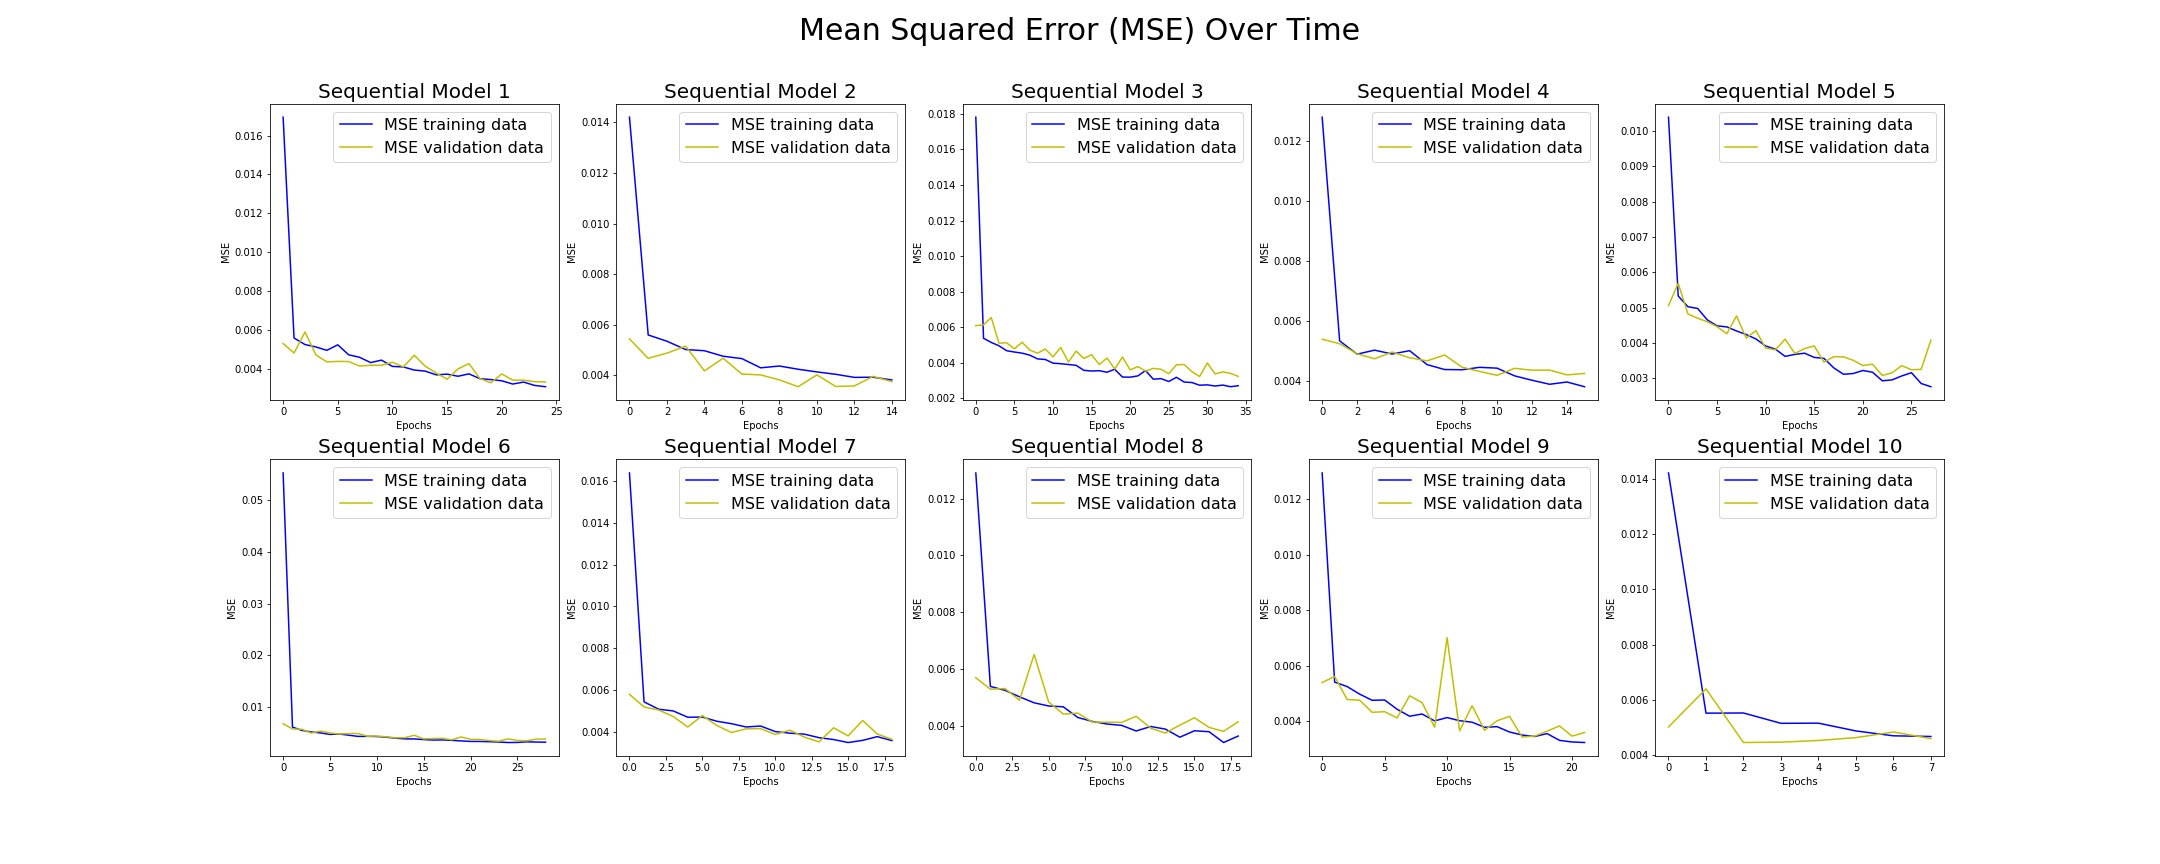 Mean Squared Error (MSE) Over Time
Sequential Model 1
MSE training data
MSE validation data
0.016
0.014
0.012
0.010
0.008
0.006
0.004
MSE
0 5 10 15 20 25
Epochs
Sequential Model 2
MSE training data
MSE validation data
0.014
0.012
0.010
0.008
0.006
0.004
MSE
0 2 4 6 8 10 12 14
Epochs
Sequential Model 3
MSE training data
MSE validation data
0.018
0.016
0.014
0.012
0.010
0.008
0.006
0.004
0.002
MSE
0 5 10 15 20 25 30 35
Epochs
Sequential Model 4
MSE training data
MSE validation data
0.012
0.010
0.008
0.006
0.004
MSE
0 2 4 6 8 10 12 14
Epochs
Sequential Model 5
MSE training data
MSE validation data
0.010
0.009
0.008
0.007
0.006
0.005
0.004
0.003
MSE
0 5 10 15 20 25
Epochs
Sequential Model 6
MSE training data
MSE validation data
0.05
0.04
0.03
0.02
0.01
MSE
0 5 10 15 20 25
Epochs
Sequential Model 7
MSE training data
MSE validation data
0.016
0.014
0.012
0.010
0.008
0.006
0.004
MSE
0.0 2.5 5.0 7.5 10.0 12.5 15.0 17.5
Epochs
Sequential Model 8
MSE training data
MSE validation data
0.012
0.010
0.008
0.006
0.004
MSE
0.0 2.5 5.0 7.5 10.0 12.5 15.0 17.5
Epochs
Sequential Model 9
MSE training data
MSE validation data
0.012
0.010
0.008
0.006
0.004
MSE
0 5 10 15 20
Epochs
Sequential Model 10
MSE training data
MSE validation data
0.014
0.012
0.010
0.008
0.006
0.004
MSE
0 1 2 3 4 5 6 7
Epochs